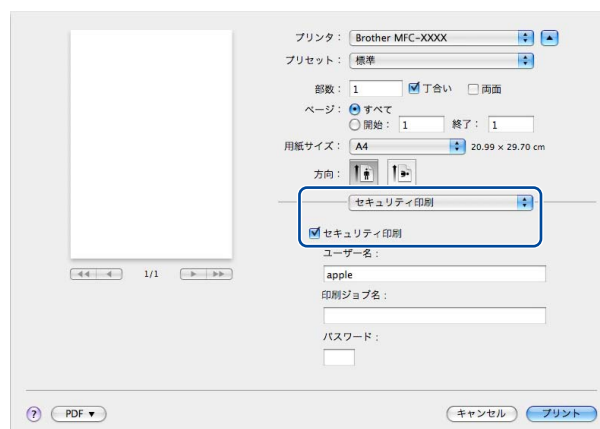 プリンタ： Brother MFC-XXXX
プリセット： 標準
部数： 1 丁合い 両面
ページ： すべて
開始： 1 終了： 1
用紙サイズ： A4 20.99 × 29.70 cm
方向：
セキュリティ印刷
セキュリティ印刷
ユーザー名：
apple
印刷ジョブ名：
パスワード：
1/1
? PDF ▼ キャンセル プリント